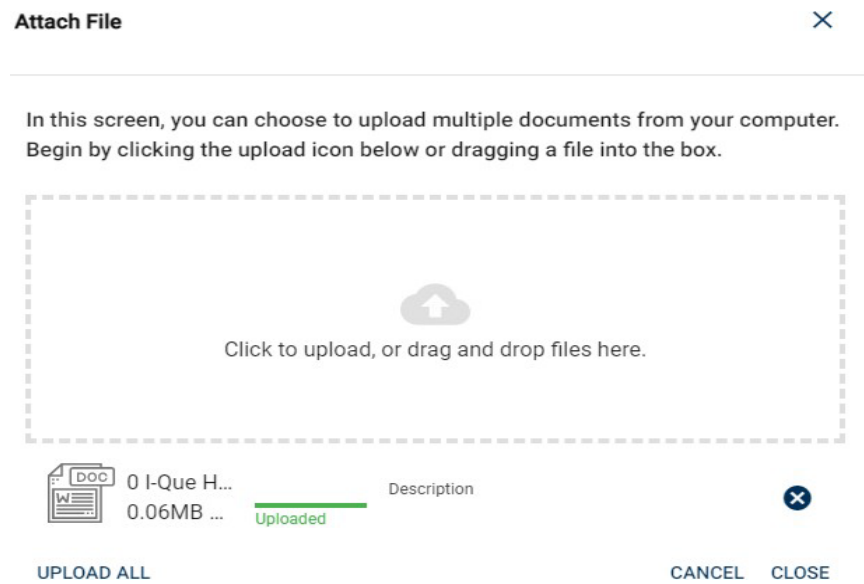 Attach File
In this screen, you can choose to upload multiple documents from your computer.
Begin by clicking the upload icon below or dragging a file into the box.
Click to upload, or drag and drop files here.
DOC
W
0 I-Que H...
0.06MB ...
Uploaded
Description
UPLOAD ALL
CANCEL CLOSE